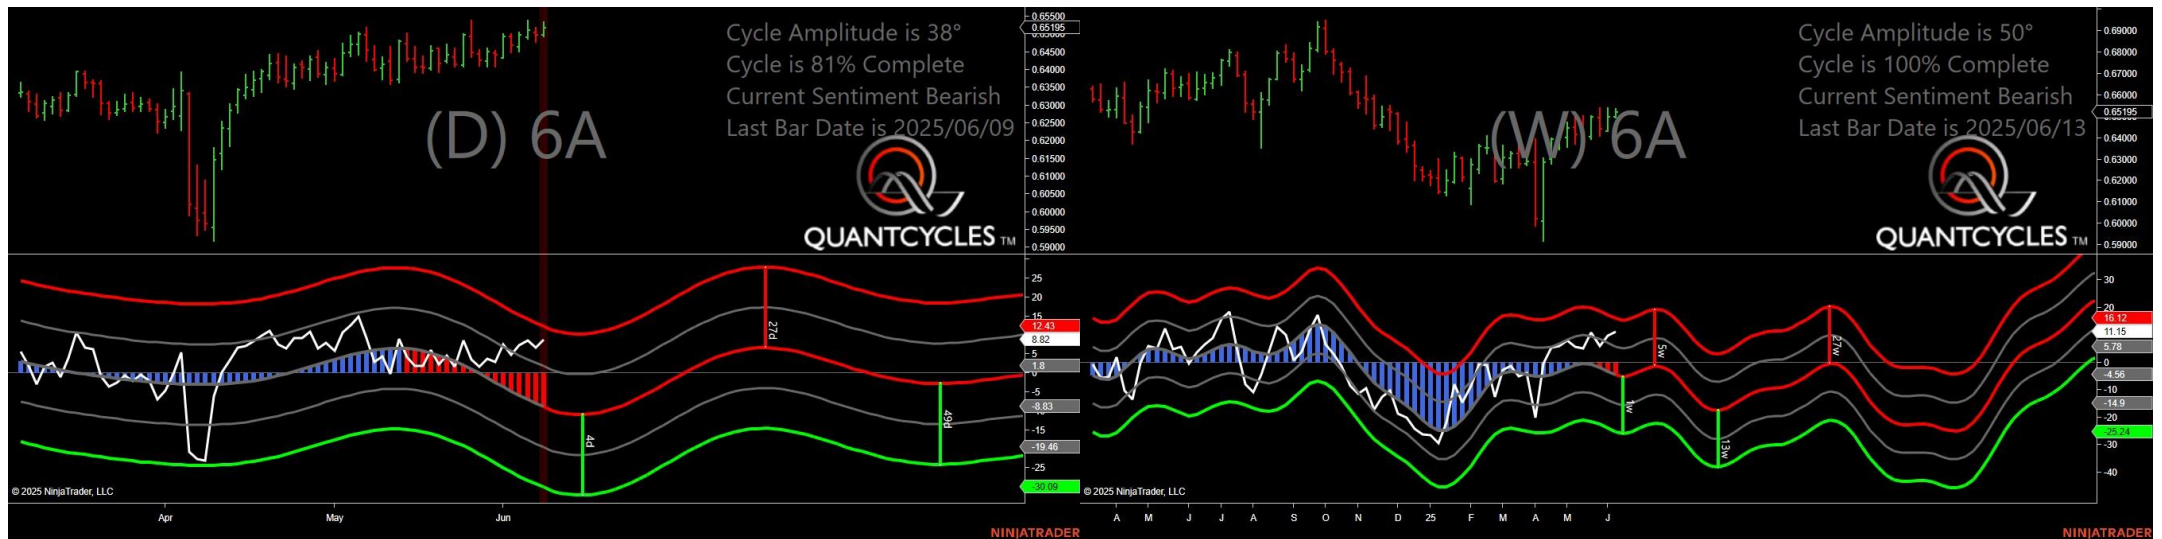 Cycle Amplitude is 38°
Cycle is 81% Complete
Current Sentiment Bearish
Last Bar Date is 2025/06/09
(D) 6A
QUANTCYCLES TM
0.65500
0.65195
0.64500
0.64000
0.63500
0.63000
0.62500
0.62000
0.61500
0.61000
0.60500
0.60000
0.59500
0.59000
27d
4d
49d
25
20
15
12.43
8.82
5
1.8
0
-5
-8.83
-15
-19.46
-25
-30.09
© 2025 NinjaTrader, LLC
Apr May Jun
NINJATRADER
Cycle Amplitude is 50°
Cycle is 100% Complete
Current Sentiment Bearish
Last Bar Date is 2025/06/13
(W) 6A
QUANTCYCLES TM
0.69000
0.68000
0.67000
0.66000
0.65195
0.64000
0.63000
0.62000
0.61000
0.60000
0.59000
5w
1w
13w
27w
30
20
16.12
11.15
5.78
0
-4.56
-10
-14.9
-20
-25.24
-30
-40
© 2025 NinjaTrader, LLC
A M J J A S O N D 25 F M A M J
NINJATRADER